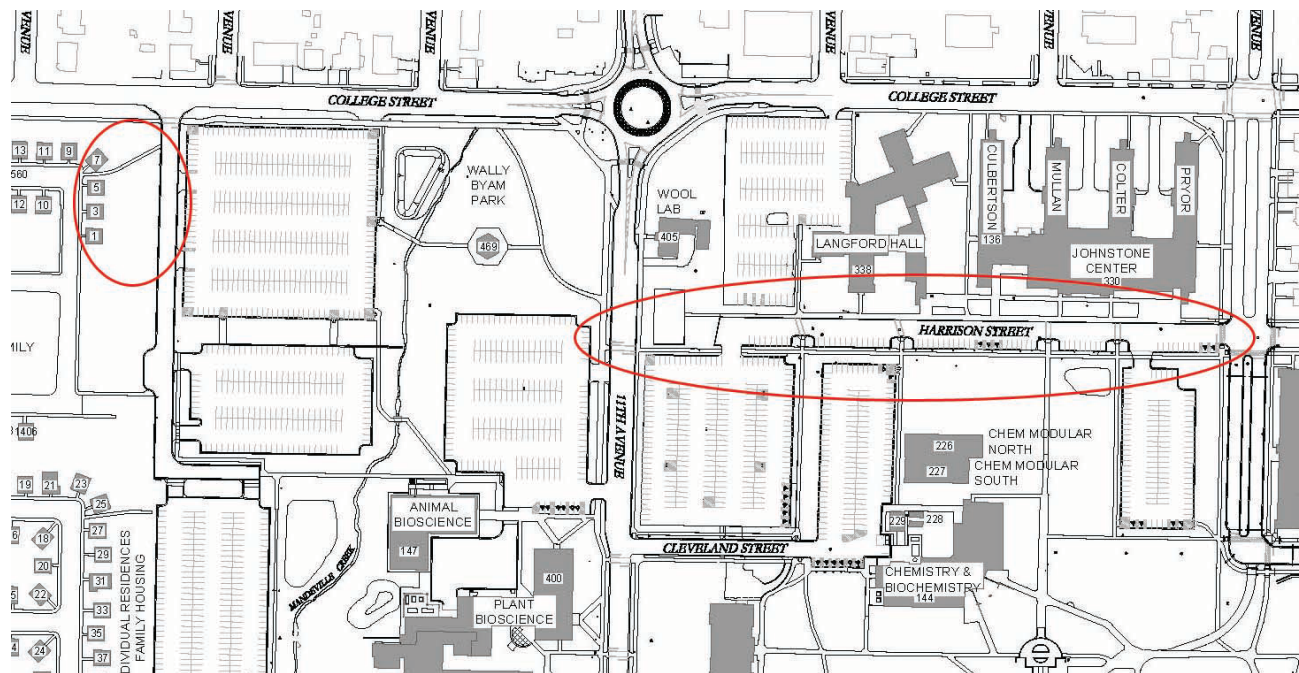 AVENUE
AVENUE
AVENUE
AVENUE
AVENUE
AVENUE
COLLEGE STREET
COLLEGE STREET
13
11
9
7
560
5
12
10
3
1
WALLY
BYAM
PARK
469
WOOL
LAB
405
LANGFORD HALL
338
CULBERTSON
136
MULLAN
COLTER
PRYOR
JOHNSTONE
CENTER
330
HARRISON STREET
MILY
11TH AVENUE
1406
226
CHEM MODULAR
NORTH
227
CHEM MODULAR
SOUTH
19
21
23
25
18
27
20
29
31
22
33
35
24
37
DIVIDUAL RESIDENCES
FAMILY HOUSING
MANDEVILLE CREEK
ANIMAL
BIOSCIENCE
147
400
PLANT
BIOSCIENCE
CLEVELAND STREET
229
228
CHEMISTRY &
BIOCHEMISTRY
144